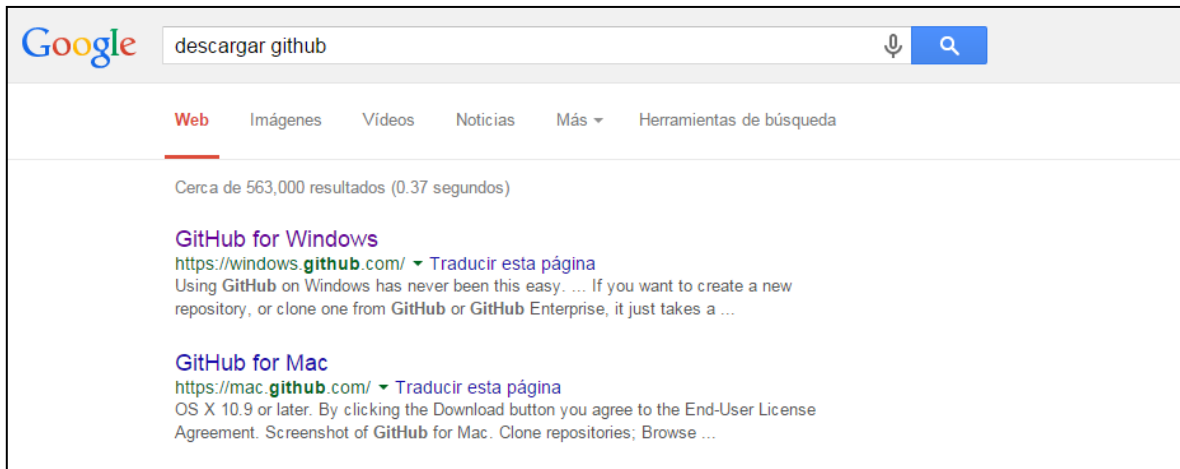 Google descargar github
Web Imágenes Vídeos Noticias Más Herramientas de búsqueda
Cerca de 563,000 resultados (0.37 segundos)
GitHub for Windows
https://windows.github.com/ Traducir esta página
Using GitHub on Windows has never been this easy. ... If you want to create a new
repository, or clone one from GitHub or GitHub Enterprise, it just takes a ...
GitHub for Mac
https://mac.github.com/ Traducir esta página
OS X 10.9 or later. By clicking the Download button you agree to the End-User License
Agreement. Screenshot of GitHub for Mac. Clone repositories; Browse ...